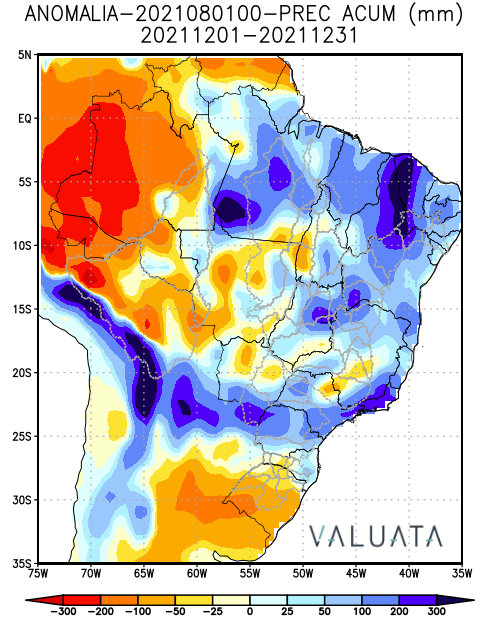 ANOMALIA-2021080100-PREC ACUM (mm)
20211201-20211231
5N
EQ
5S
10S
15S
20S
25S
30S
35S
75W 70W 65W 60W 55W 50W 45W 40W 35W
VALUATA
-300 -200 -100 -50 -25 0 25 50 100 200 300